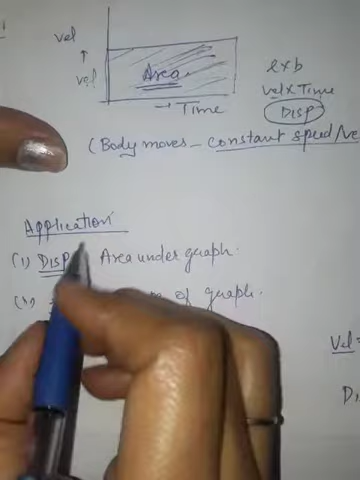 vel
↑
vel
Area
→ Time
l x b
vel x Time
Disp
(Body moves - constant speed/ve
Application
(1) Disp Area under graph.
of graph.
Vel =
D